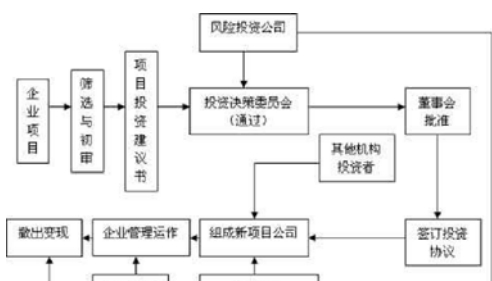 风险投资公司
企业项目
筛选与初审
项目投资建议书
投资决策委员会
（通过）
董事会
批准
其他机构
投资者
撤出变现
企业管理运作
组成新项目公司
签订投资
协议